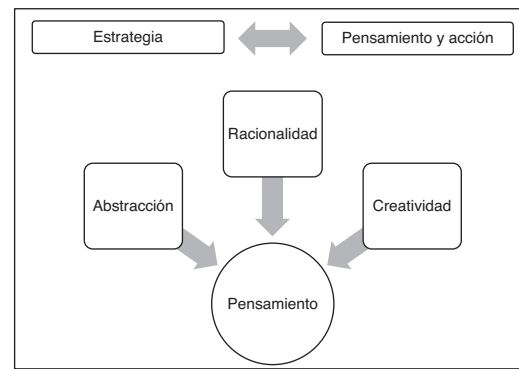 Estrategia
Pensamiento y acción
Racionalidad
Abstracción
Creatividad
Pensamiento